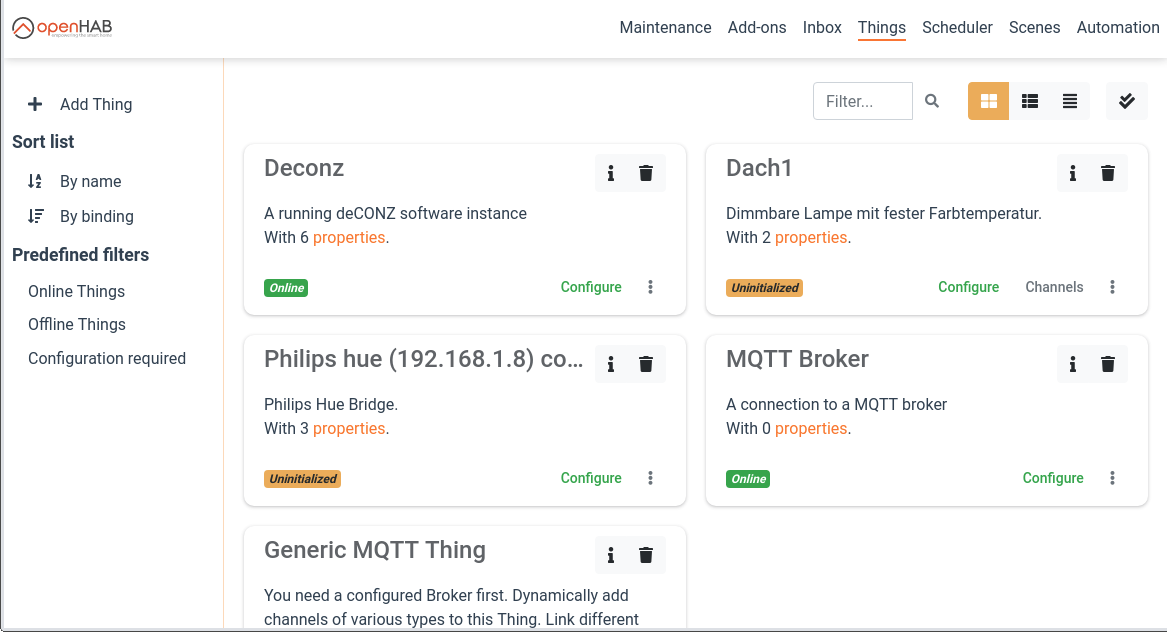 openHAB
empowering the smart home
Maintenance Add-ons Inbox Things Scheduler Scenes Automation
Add Thing
Sort list
By name
By binding
Predefined filters
Online Things
Offline Things
Configuration required
Filter...
Deconz
A running deCONZ software instance
With 6 properties.
Online Configure
Dach1
Dimmbare Lampe mit fester Farbtemperatur.
With 2 properties.
Uninitialized Configure Channels
Philips hue (192.168.1.8) co...
Philips Hue Bridge.
With 3 properties.
Uninitialized Configure
MQTT Broker
A connection to a MQTT broker
With 0 properties.
Online Configure
Generic MQTT Thing
You need a configured Broker first. Dynamically add
channels of various types to this Thing. Link different